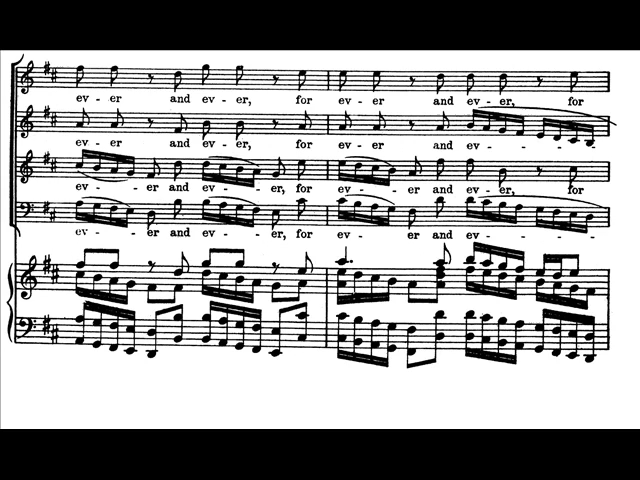 ev - er and ev - er, for ev - er and ev - er, for
ev - er and ev - er, for ev - er and ev - - -
ev - er and ev - er, for ev - er and ev - er, for
ev - er and ev - er, for ev - er and ev - - - -